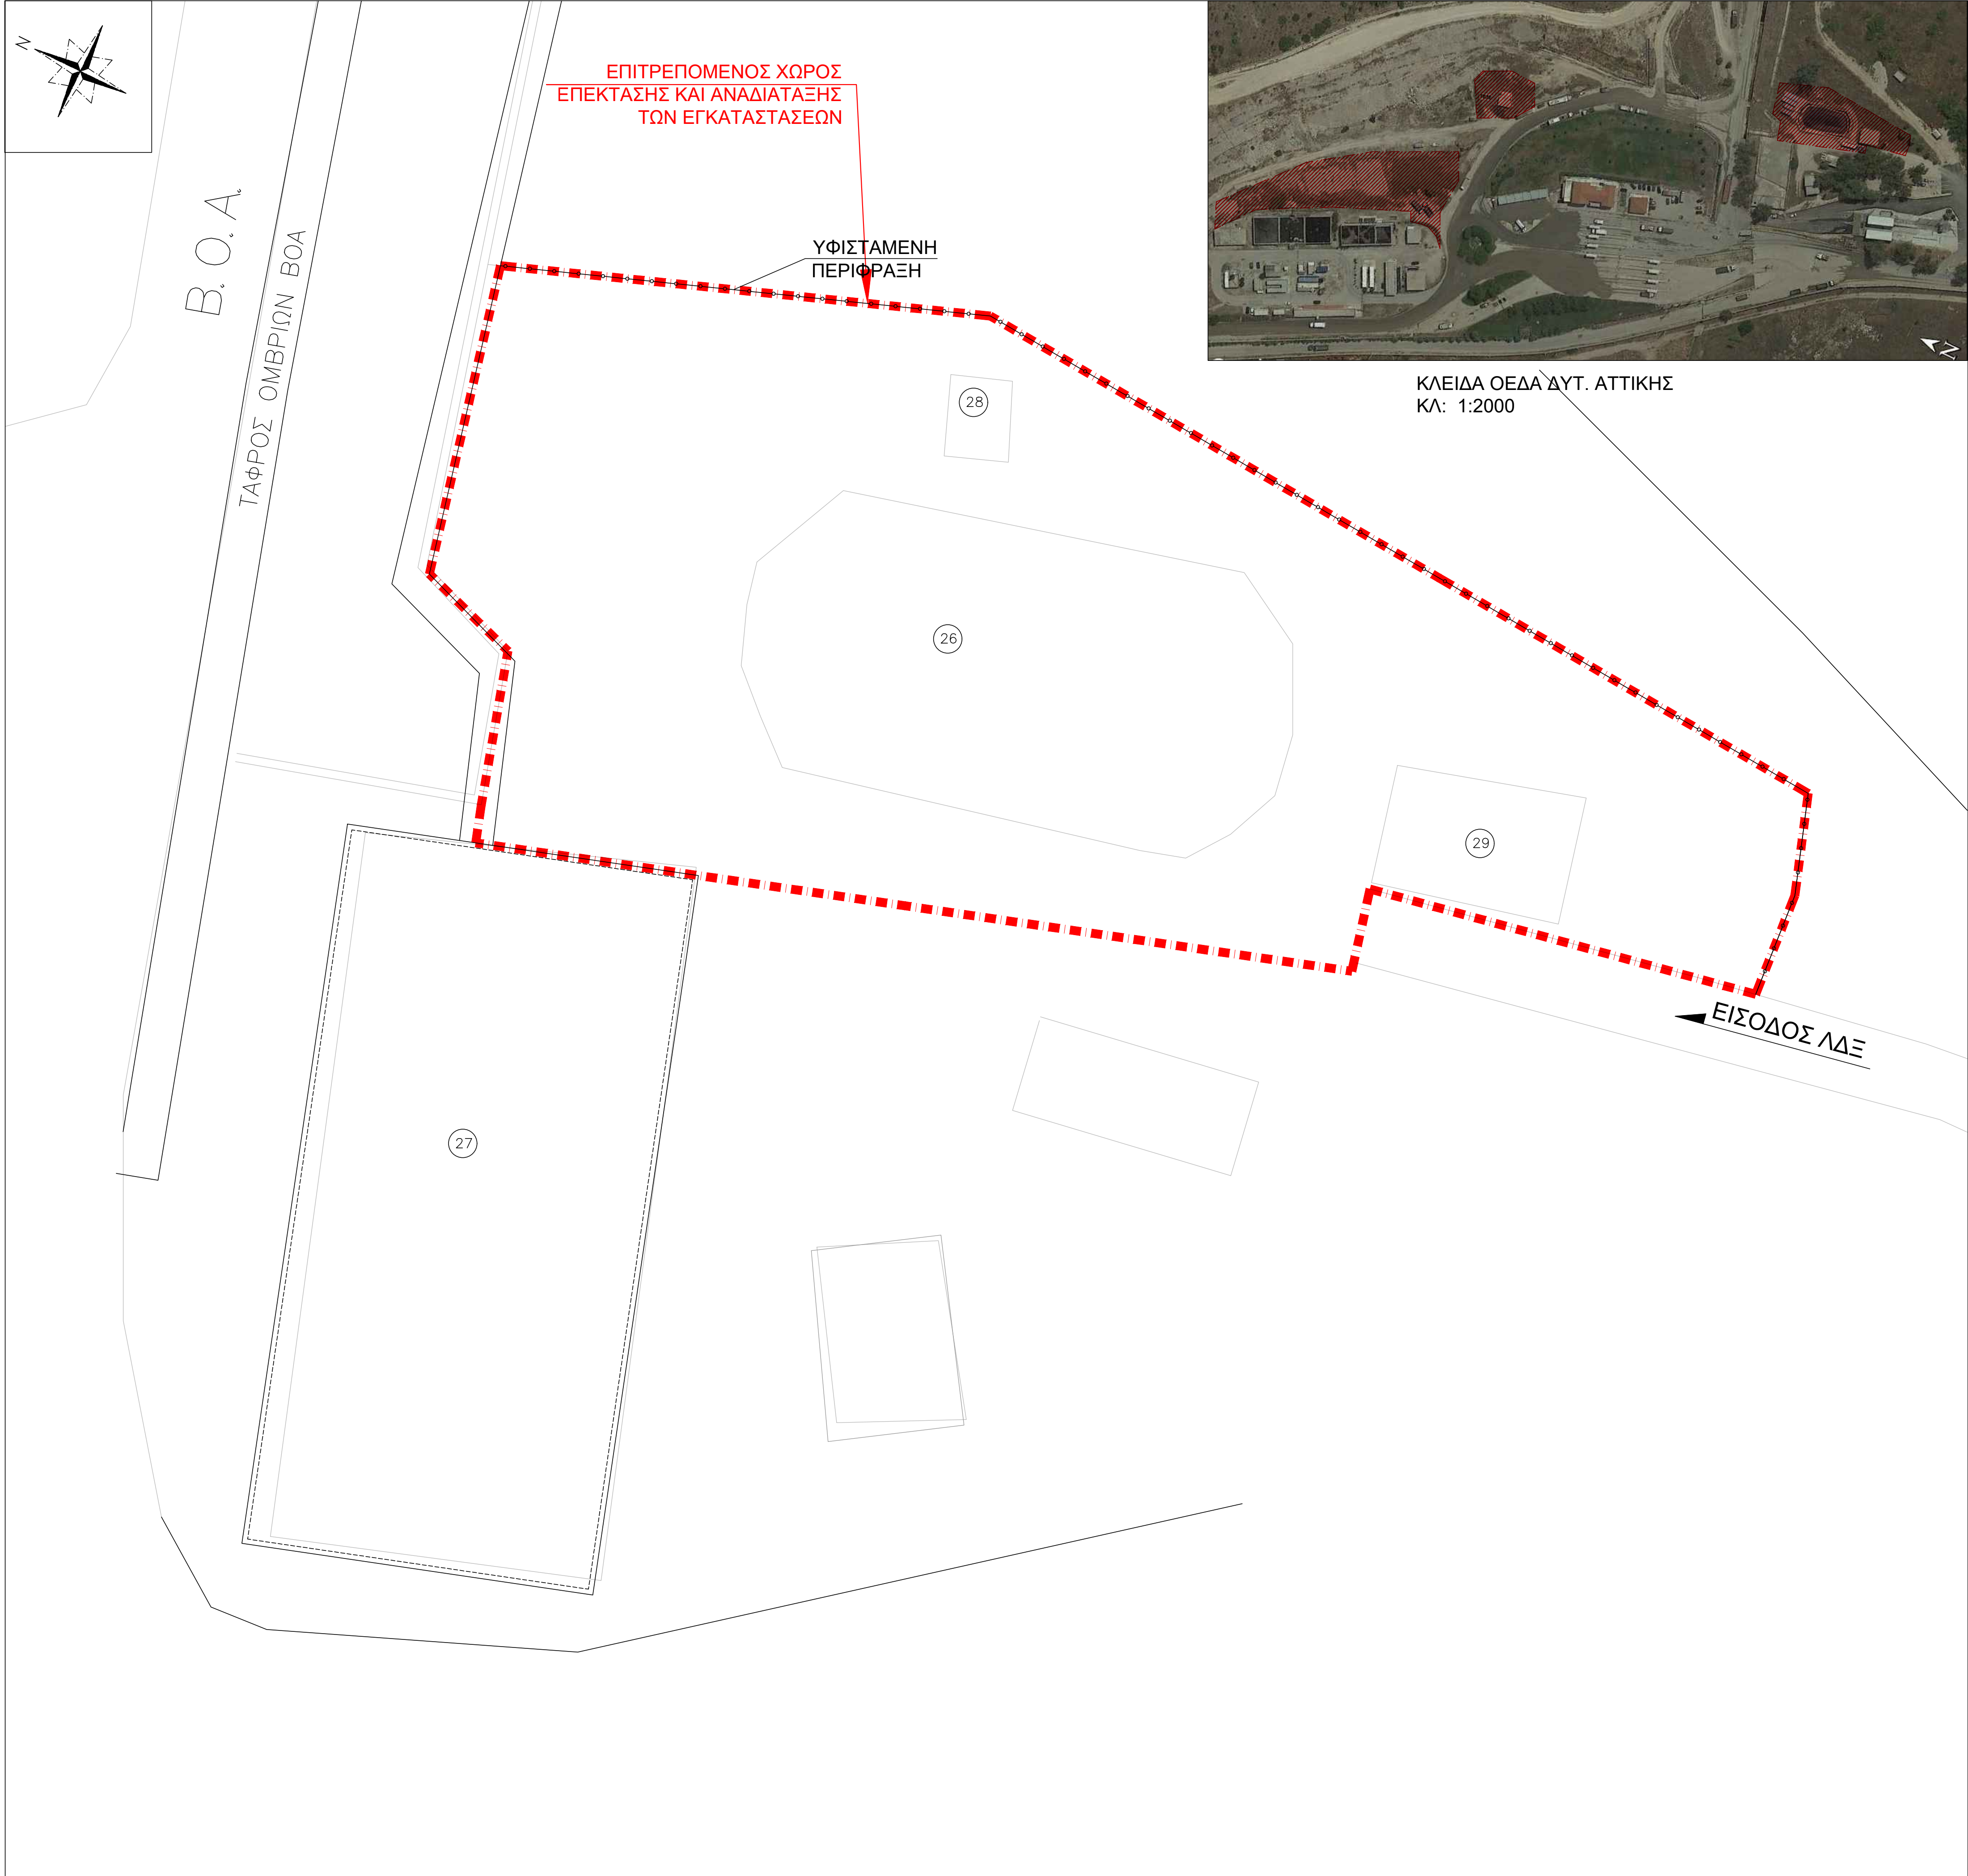 N
ΕΠΙΤΡΕΠΟΜΕΝΟΣ ΧΩΡΟΣ
ΕΠΕΚΤΑΣΗΣ ΚΑΙ ΑΝΑΔΙΑΤΑΞΗΣ
ΤΩΝ ΕΓΚΑΤΑΣΤΑΣΕΩΝ
Β.Ο.Α.
ΤΑΦΡΟΣ ΟΜΒΡΙΩΝ ΒΟΑ
ΥΦΙΣΤΑΜΕΝΗ
ΠΕΡΙΦΡΑΞΗ
N
ΚΛΕΙΔΑ ΟΕΔΑ ΔΥΤ. ΑΤΤΙΚΗΣ
ΚΛ: 1:2000
28
26
29
ΕΙΣΟΔΟΣ ΛΔΞ
27